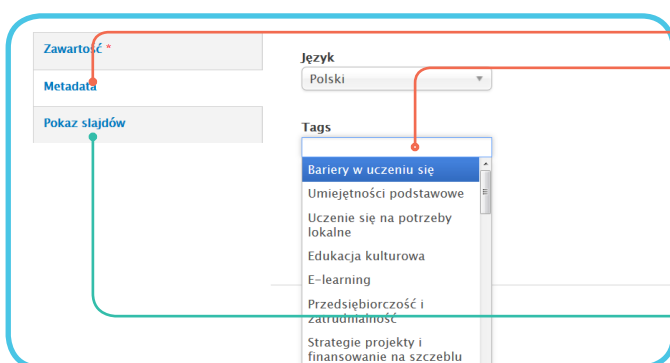 Zawartość *
Metadata
Pokaz slajdów
Język
Polski
Tags
Bariery w uczeniu się
Umiejętności podstawowe
Uczenie się na potrzeby
lokalne
Edukacja kulturowa
E-learning
Przedsiębiorczość i
zatrudnialność
Strategie projekty i
finansowanie na szczeblu